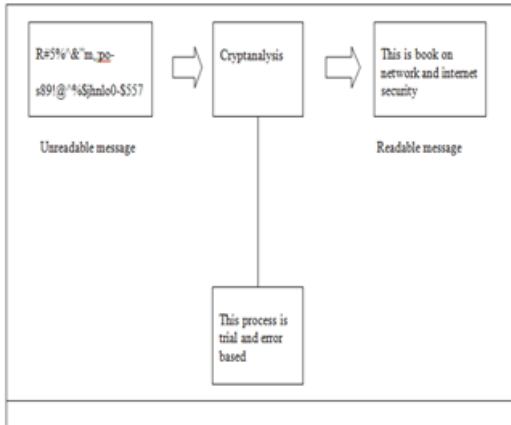 R#5%^&"m,;po-
s89!@^%$jhnlo0-$557
Cryptanalysis
This is book on
network and internet
security
Unreadable message
Readable message
This process is
trial and error
based